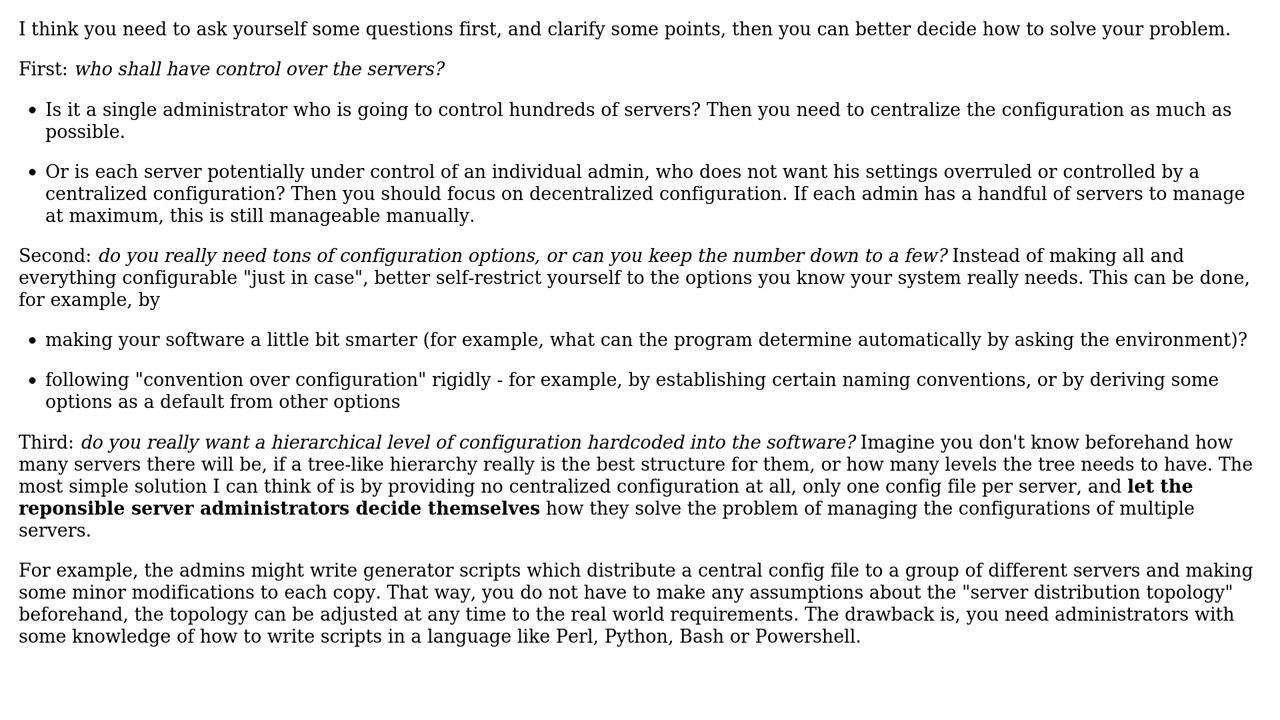 I think you need to ask yourself some questions first, and clarify some points, then you can better decide how to solve your problem.
First: who shall have control over the servers?
• Is it a single administrator who is going to control hundreds of servers? Then you need to centralize the configuration as much as
possible.
• Or is each server potentially under control of an individual admin, who does not want his settings overruled or controlled by a
centralized configuration? Then you should focus on decentralized configuration. If each admin has a handful of servers to manage
at maximum, this is still manageable manually.
Second: do you really need tons of configuration options, or can you keep the number down to a few? Instead of making all and
everything configurable "just in case", better self-restrict yourself to the options you know your system really needs. This can be done,
for example, by
• making your software a little bit smarter (for example, what can the program determine automatically by asking the environment)?
• following "convention over configuration" rigidly - for example, by establishing certain naming conventions, or by deriving some
options as a default from other options
Third: do you really want a hierarchical level of configuration hardcoded into the software? Imagine you don't know beforehand how
many servers there will be, if a tree-like hierarchy really is the best structure for them, or how many levels the tree needs to have. The
most simple solution I can think of is by providing no centralized configuration at all, only one config file per server, and let the
reponsible server administrators decide themselves how they solve the problem of managing the configurations of multiple
servers.
For example, the admins might write generator scripts which distribute a central config file to a group of different servers and making
some minor modifications to each copy. That way, you do not have to make any assumptions about the "server distribution topology"
beforehand, the topology can be adjusted at any time to the real world requirements. The drawback is, you need administrators with
some knowledge of how to write scripts in a language like Perl, Python, Bash or Powershell.